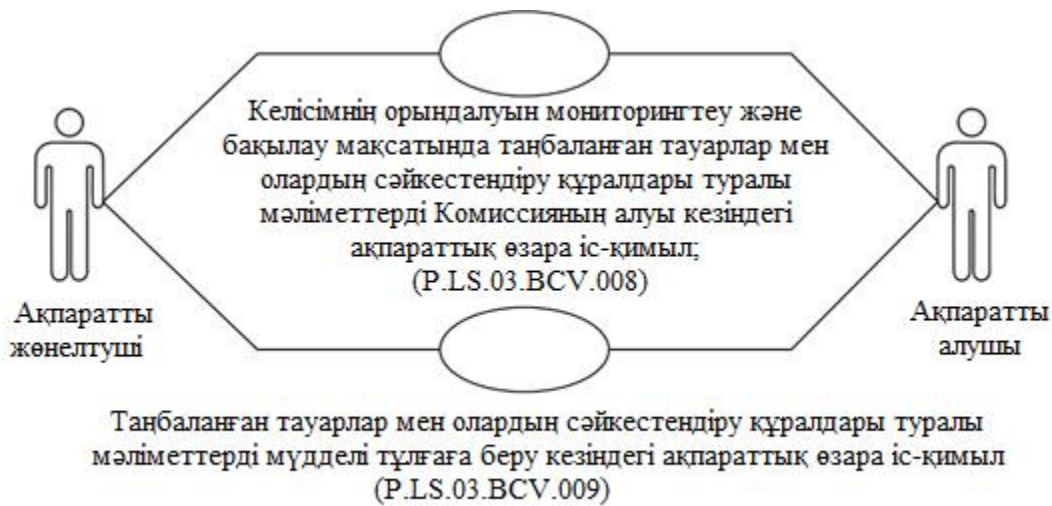 Келісімнің орындалуын мониторингтеу және
бақылау мақсатында таңбаланған тауарлар мен
олардың сәйкестендіру құралдары туралы
мәліметтерді Комиссияның алуы кезіндегі
ақпараттық өзара іс-қимыл;
(P.LS.03.BCV.008)
Ақпаратты
жөнелтуші
Ақпаратты
алушы
Таңбаланған тауарлар мен олардың сәйкестендіру құралдары туралы
мәліметтерді мүдделі тұлғаға беру кезіндегі ақпараттық өзара іс-қимыл
(P.LS.03.BCV.009)